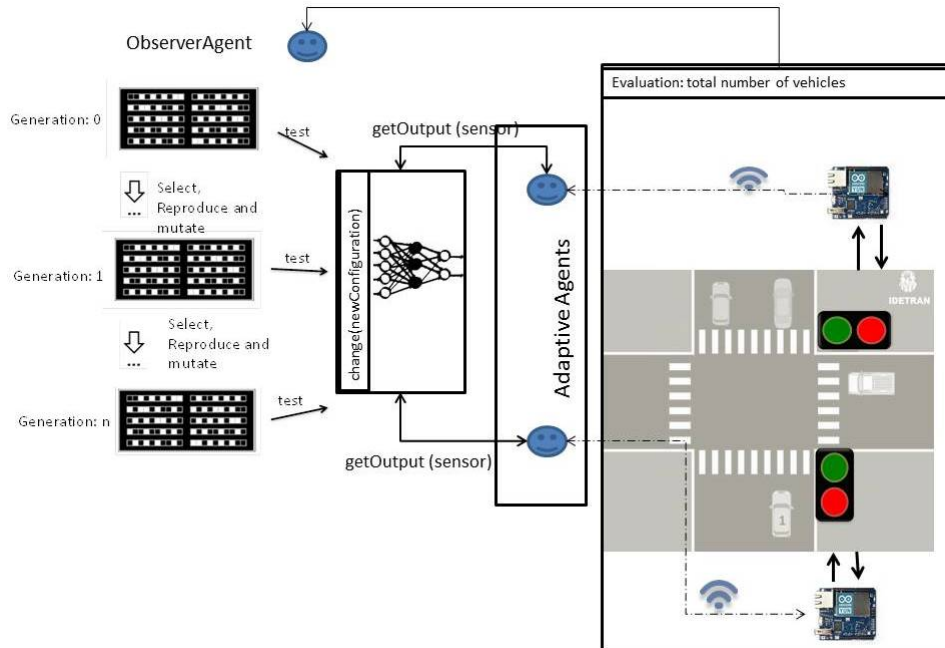 ObserverAgent
Evaluation: total number of vehicles
Generation: 0
test
getOutput (sensor)
Select,
Reproduce and
mutate
...
Generation: 1
test
change(newConfiguration)
Adaptive Agents
IDETRAN
Select,
Reproduce and
mutate
...
Generation: n
test
getOutput (sensor)
1